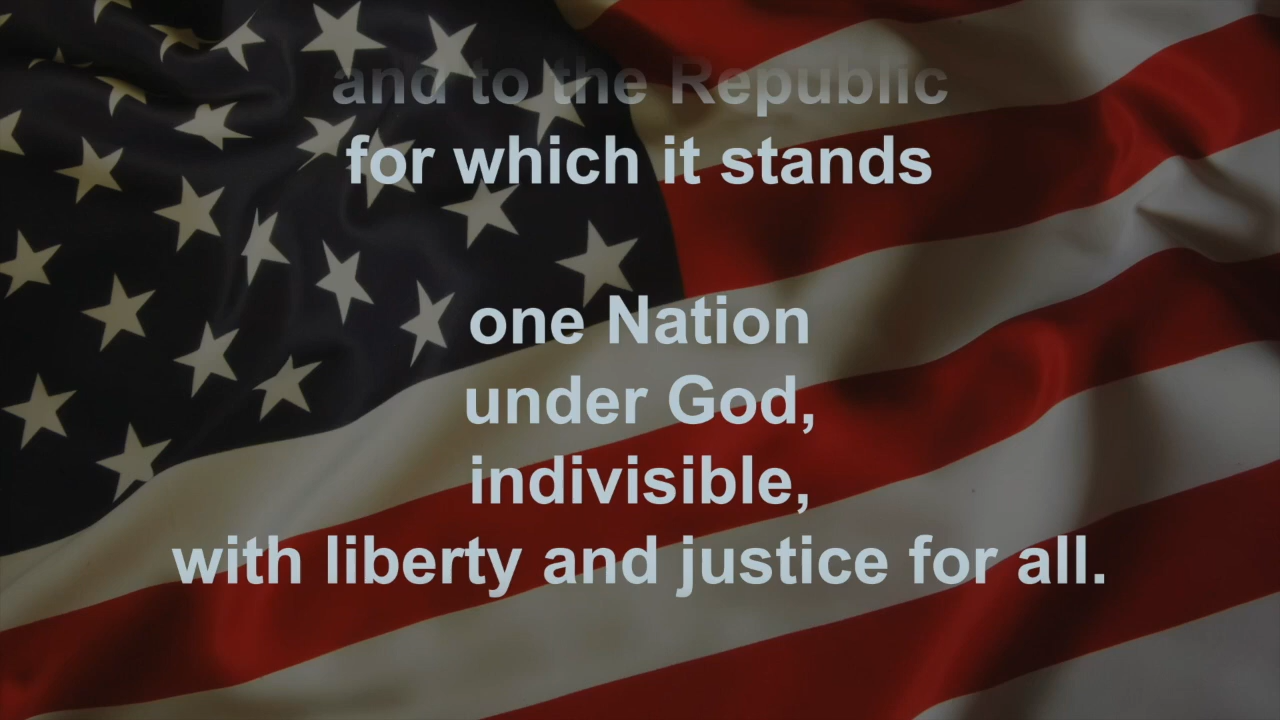 and to the Republic
for which it stands
one Nation
under God,
indivisible,
with liberty and justice for all.